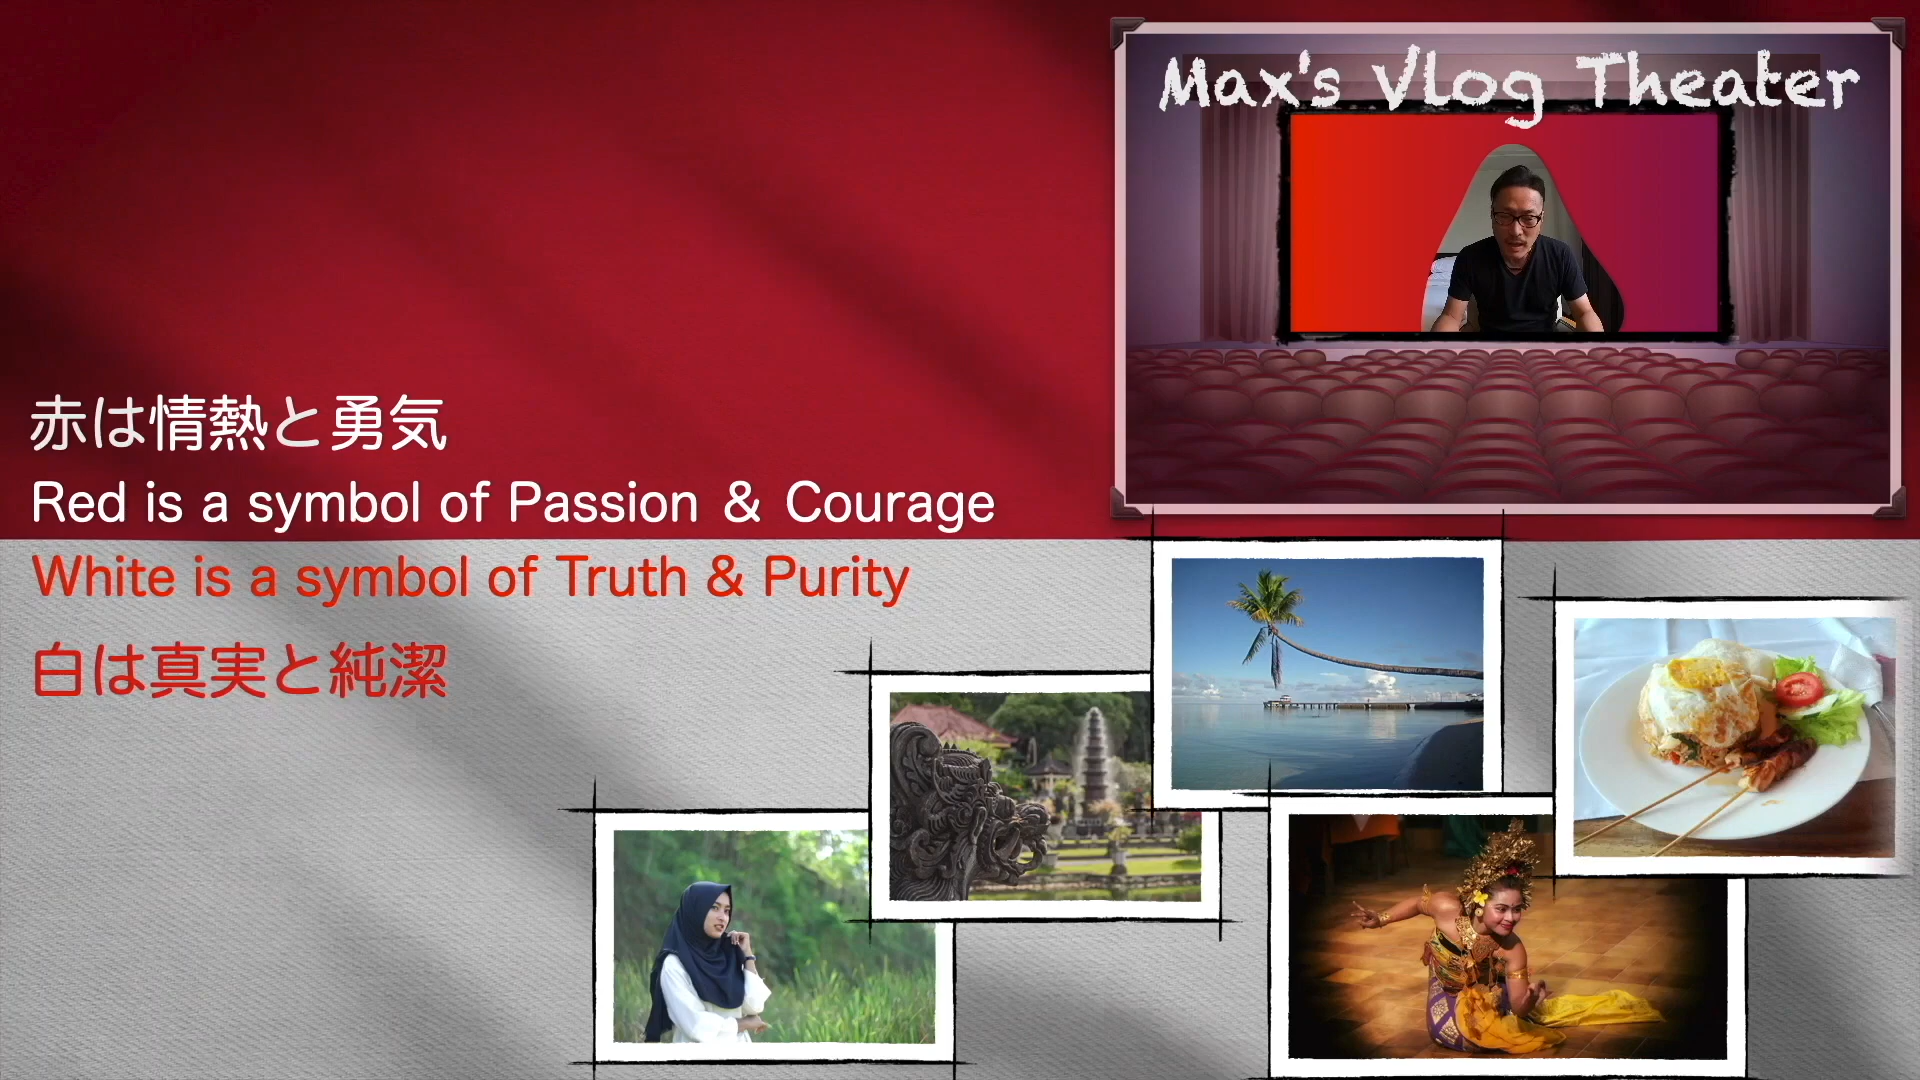 Max's Vlog Theater
赤は情熱と勇気
Red is a symbol of Passion & Courage
White is a symbol of Truth & Purity
白は真実と純潔